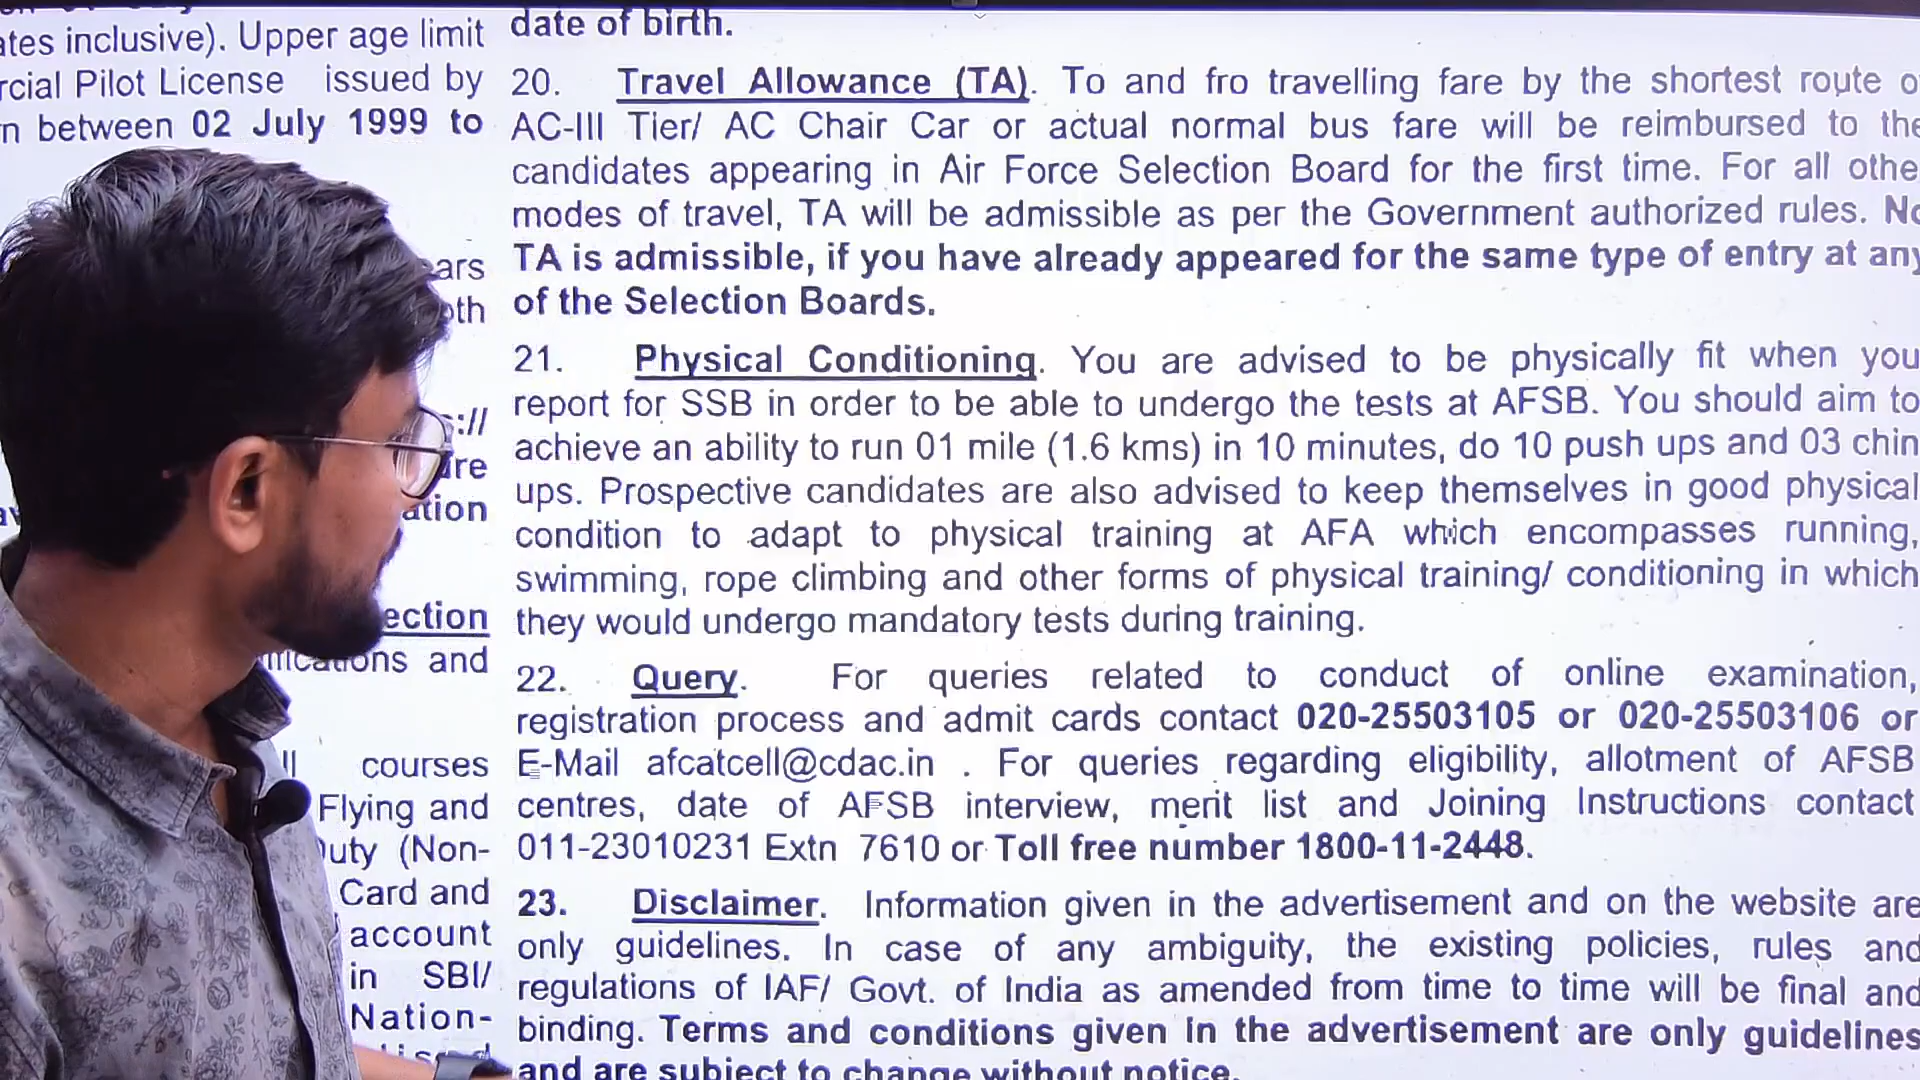 ates inclusive). Upper age limit
rcial Pilot License issued by
n between 02 July 1999 to
ars
oth
://
are
ation
ection
and
courses
Flying and
uty (Non-
Card and
account
in SBI/
Nation-
date of birth.
20. Travel Allowance (TA). To and fro travelling fare by the shortest route o
AC-III Tier/ AC Chair Car or actual normal bus fare will be reimbursed to the
candidates appearing in Air Force Selection Board for the first time. For all othe
modes of travel, TA will be admissible as per the Government authorized rules. No
TA is admissible, if you have already appeared for the same type of entry at any
of the Selection Boards.
21. Physical Conditioning. You are advised to be physically fit when you
report for SSB in order to be able to undergo the tests at AFSB. You should aim to
achieve an ability to run 01 mile (1.6 kms) in 10 minutes, do 10 push ups and 03 chin
ups. Prospective candidates are also advised to keep themselves in good physical
condition to adapt to physical training at AFA which encompasses running,
swimming, rope climbing and other forms of physical training/ conditioning in which
they would undergo mandatory tests during training.
22. Query. For queries related to conduct of online examination,
registration process and admit cards contact 020-25503105 or 020-25503106 or
E-Mail afcatcell@cdac.in . For queries regarding eligibility, allotment of AFSB
centres, date of AFSB interview, merit list and Joining Instructions contact
011-23010231 Extn 7610 or Toll free number 1800-11-2448.
23. Disclaimer. Information given in the advertisement and on the website are
only guidelines. In case of any ambiguity, the existing policies, rules and
regulations of IAF/ Govt. of India as amended from time to time will be final and
binding. Terms and conditions given in the advertisement are only guidelines
and are subject to change without notice.